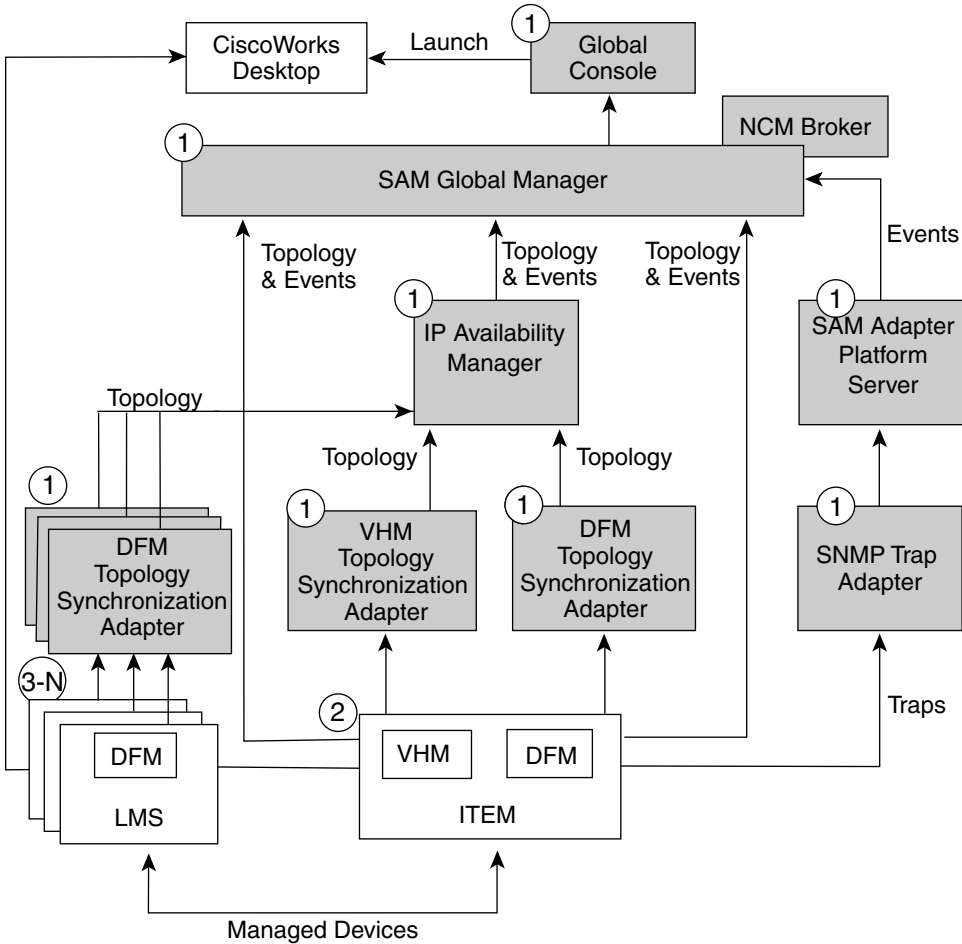 1
CiscoWorks
Desktop
Launch
Global
Console
NCM Broker
1
SAM Global Manager
Topology
& Events
Topology
& Events
Topology
& Events
Events
1
IP Availability
Manager
1
SAM Adapter
Platform
Server
Topology
Topology
Topology
1
DFM
Topology
Synchronization
Adapter
1
VHM
Topology
Synchronization
Adapter
1
DFM
Topology
Synchronization
Adapter
1
SNMP Trap
Adapter
3-N
DFM
LMS
2
VHM
DFM
ITEM
Traps
Managed Devices